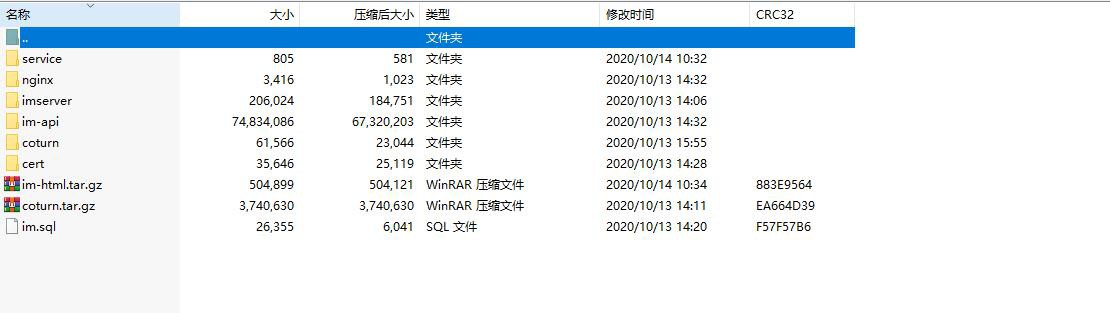 名称 大小 压缩后大小 类型 修改时间 CRC32
.. 文件夹
service 805 581 文件夹 2020/10/14 10:32
nginx 3,416 1,023 文件夹 2020/10/13 14:32
imserver 206,024 184,751 文件夹 2020/10/13 14:06
im-api 74,834,086 67,320,203 文件夹 2020/10/13 14:32
coturn 61,566 23,044 文件夹 2020/10/13 15:55
cert 35,646 25,119 文件夹 2020/10/13 14:28
im-html.tar.gz 504,899 504,121 WinRAR 压缩文件 2020/10/14 10:34 883E9564
coturn.tar.gz 3,740,630 3,740,630 WinRAR 压缩文件 2020/10/13 14:11 EA664D39
im.sql 26,355 6,041 SQL 文件 2020/10/13 14:20 F57F57B6